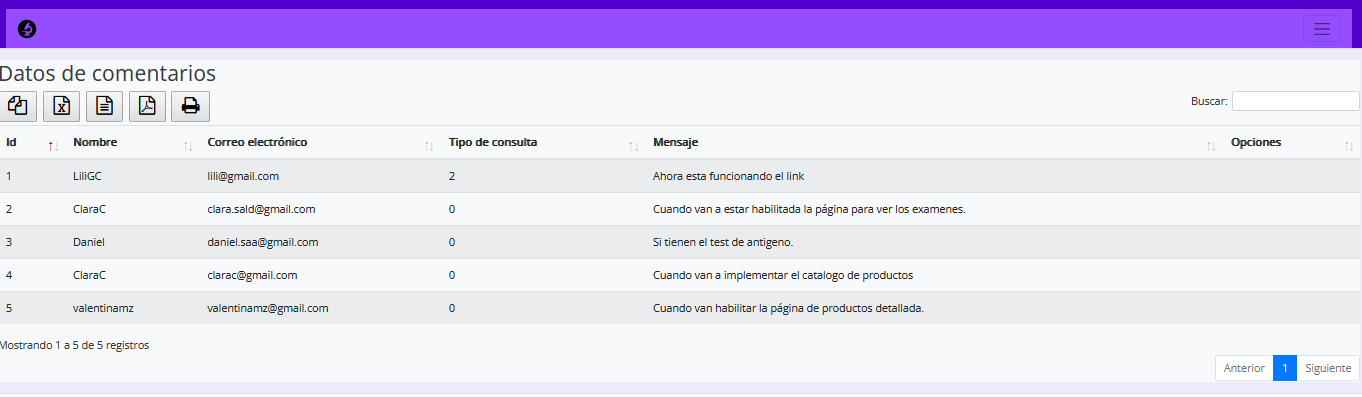 Datos de comentarios
Buscar:
Id Nombre Correo electrónico Tipo de consulta Mensaje Opciones
1 LiliGC lili@gmail.com 2 Ahora esta funcionando el link
2 ClaraC clara.sald@gmail.com 0 Cuando van a estar habilitada la página para ver los examenes.
3 Daniel daniel.saa@gmail.com 0 Si tienen el test de antigeno.
4 ClaraC clarac@gmail.com 0 Cuando van a implementar el catalogo de productos
5 valentinamz valentinamz@gmail.com 0 Cuando van habilitar la página de productos detallada.
Mostrando 1 a 5 de 5 registros
Anterior 1 Siguiente